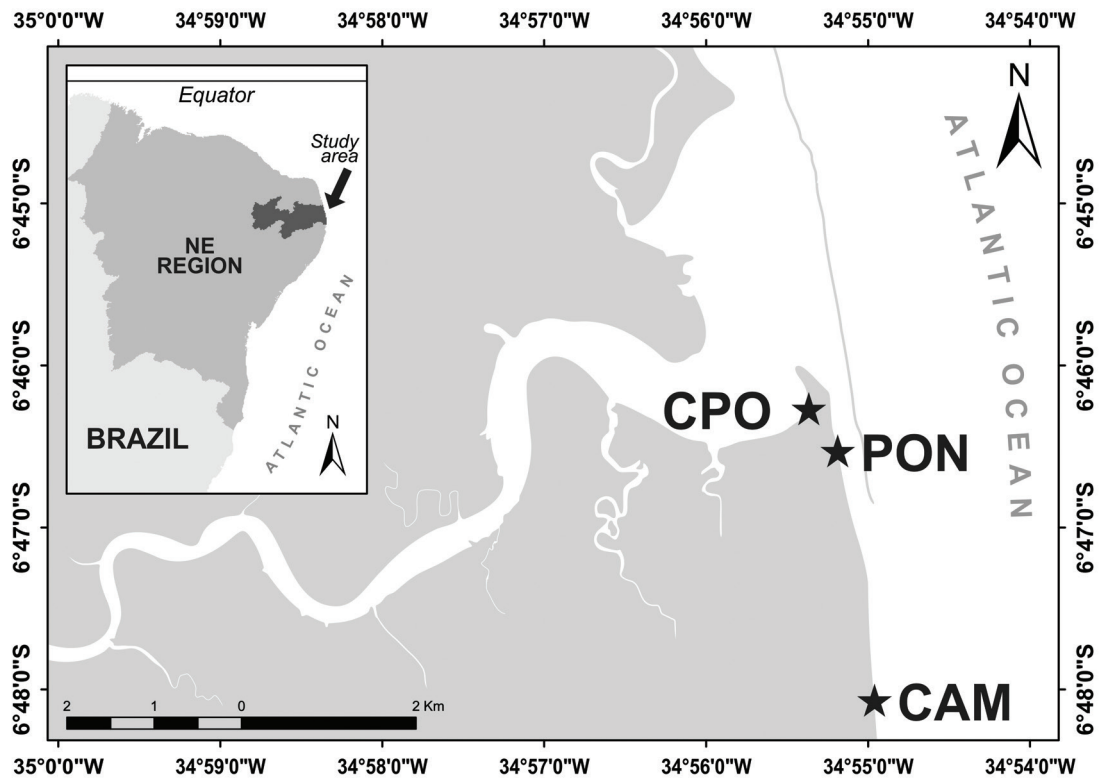 35°0'0"W 34°59'0"W 34°58'0"W 34°57'0"W 34°56'0"W 34°55'0"W 34°54'0"W
Equator
Study
area
NE
REGION
BRAZIL
ATLANTIC OCEAN
N
N
ATLANTIC OCEAN
6°45'0"S
6°46'0"S
6°47'0"S
6°48'0"S
CPO
PON
CAM
6°45'0"S
6°49'0"S
6°47'0"S
6°48'0"S
2 1 0 2 Km
35°0'0"W 34°59'0"W 34°58'0"W 34°57'0"W 34°56'0"W 34°55'0"W 34°54'0"W